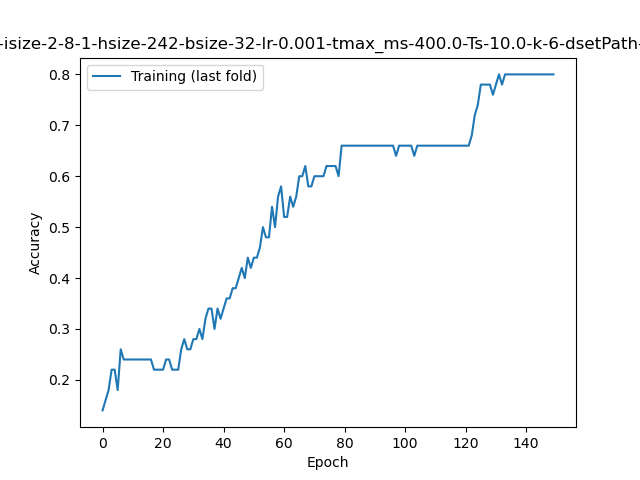 -isize-2-8-1-hsize-242-bsize-32-lr-0.001-tmax_ms-400.0-Ts-10.0-k-6-dsetPath-
Training (last fold)
0.8
0.7
0.6
0.5
0.4
0.3
0.2
Accuracy
0 20 40 60 80 100 120 140
Epoch